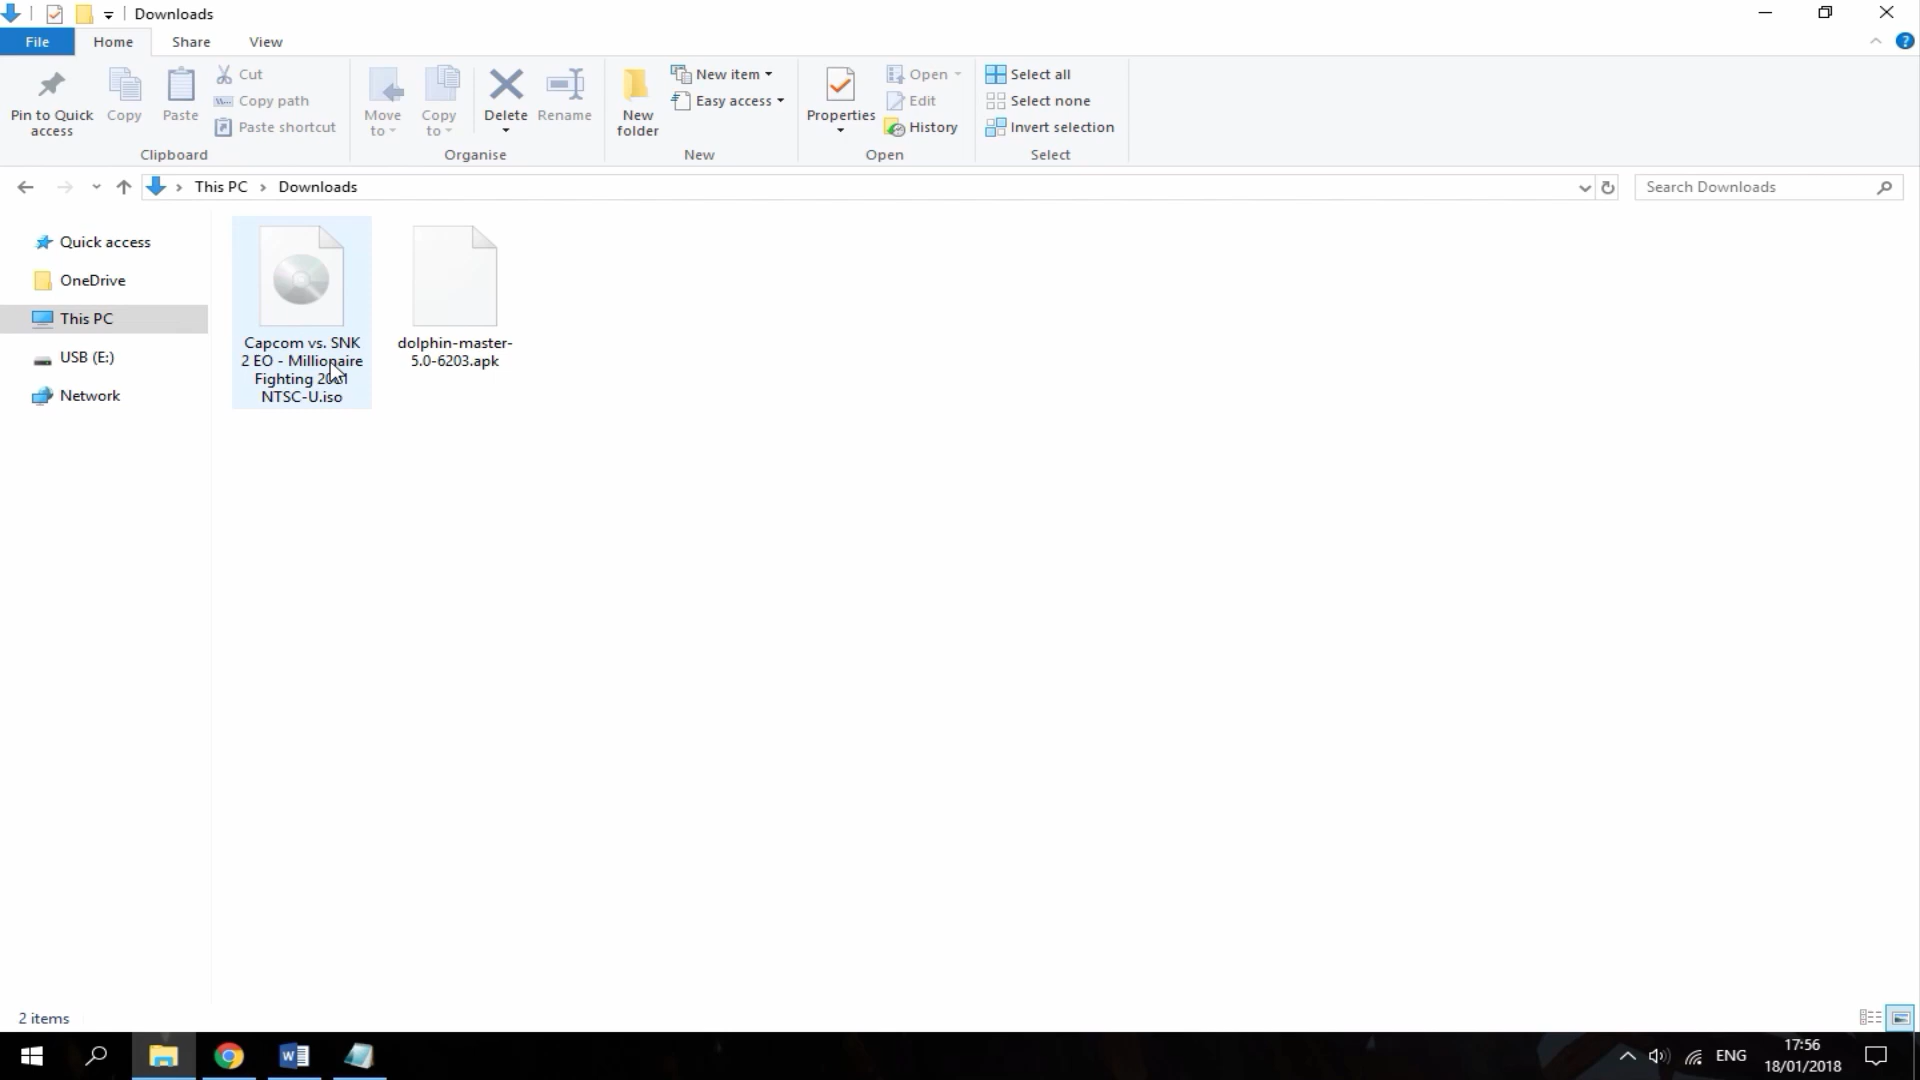 Downloads
File Home Share View
Pin to Quick access
Copy
Paste
Cut
Copy path
Paste shortcut
Clipboard
Move to
Copy to
Delete
Rename
Organise
New folder
New item
Easy access
New
Properties
Open
Edit
History
Open
Select all
Select none
Invert selection
Select
This PC > Downloads
Search Downloads
Quick access
OneDrive
This PC
USB (E:)
Network
Capcom vs. SNK
2 EO - Millionaire
Fighting 2001
NTSC-U.iso
dolphin-master-
5.0-6203.apk
2 items
ENG
17:56
18/01/2018